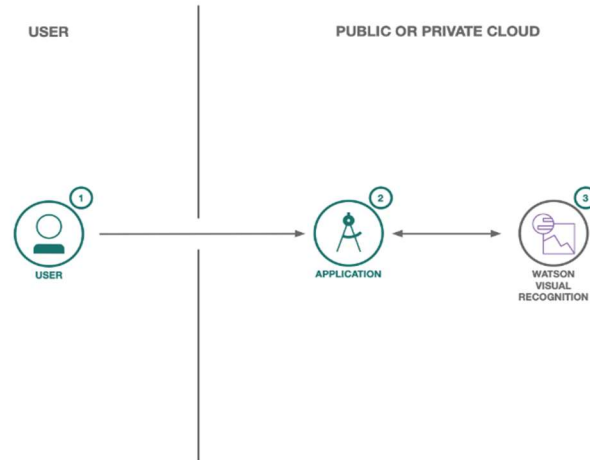 USER
PUBLIC OR PRIVATE CLOUD
1
2
3
USER
APPLICATION
WATSON
VISUAL
RECOGNITION